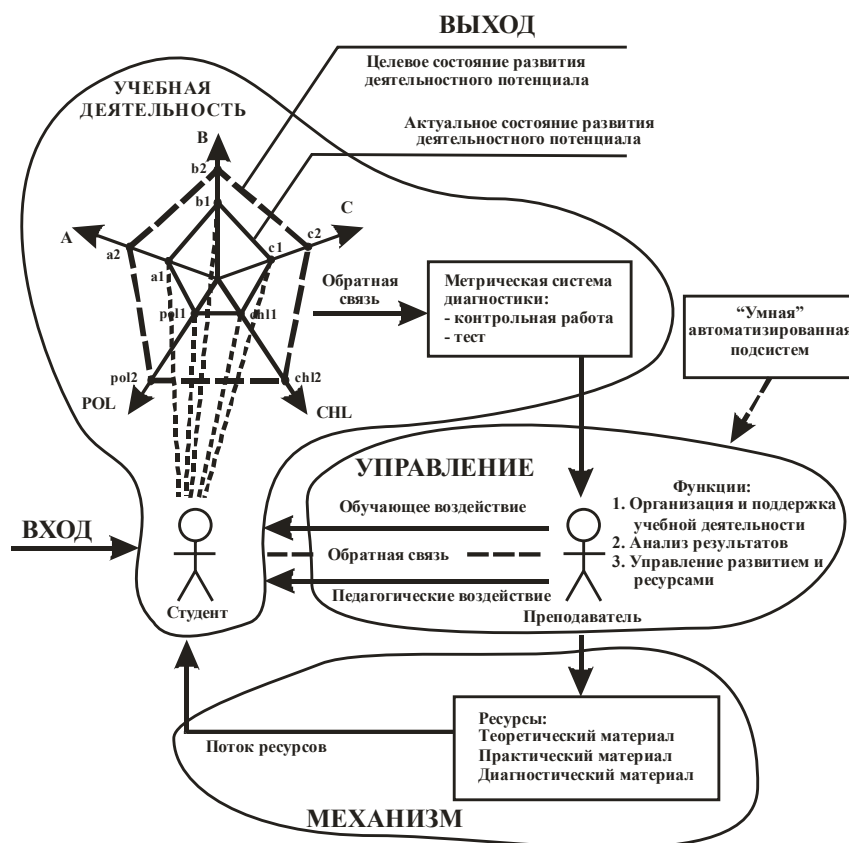 ВЫХОД
Целевое состояние развития
деятельностного потенциала
УЧЕБНАЯ
ДЕЯТЕЛЬНОСТЬ
Актуальное состояние развития
деятельностного потенциала
B
b2
b1
A
a2
a1
C
c2
c1
pol1
chl1
pol2
chl2
POL
CHL
Обратная
связь
Метрическая система
диагностики:
- контрольная работа
- тест
“Умная”
автоматизированная
подсистем
УПРАВЛЕНИЕ
Функции:
1. Организация и поддержка
учебной деятельности
2. Анализ результатов
3. Управление развитием и
ресурсами
ВХОД
Обучающее воздействие
Обратная связь
Педагогические воздействие
Студент
Преподаватель
Ресурсы:
Теоретический материал
Практический материал
Диагностический материал
Поток ресурсов
МЕХАНИЗМ